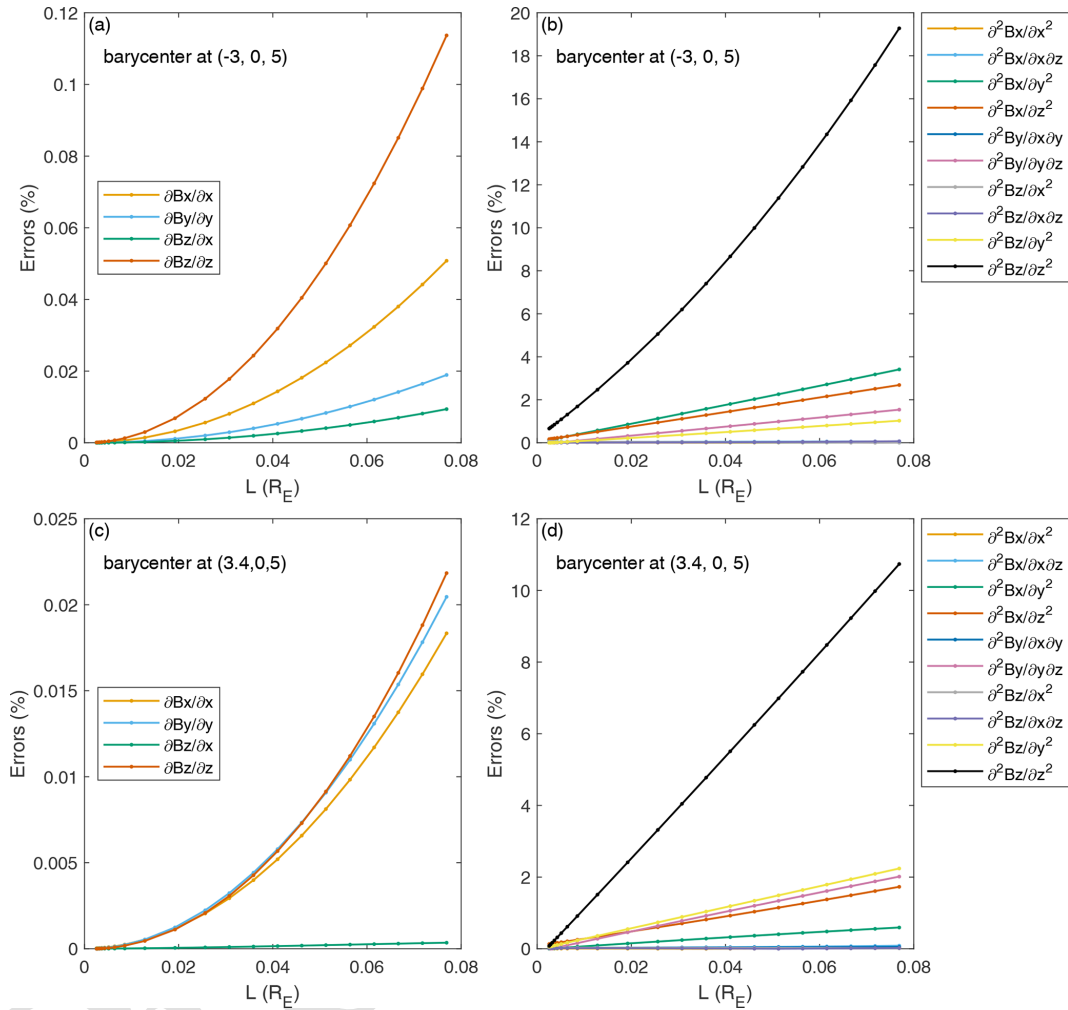 (a)
barycenter at (-3, 0, 5)
0.12
0.1
0.08
0.06
0.04
0.02
0
Errors (%)
∂Bx/∂x
∂By/∂y
∂Bz/∂x
∂Bz/∂z
0 0.02 0.04 0.06 0.08
L (R_E)
(b)
barycenter at (-3, 0, 5)
20
18
16
14
12
10
8
6
4
2
0
Errors (%)
0 0.02 0.04 0.06 0.08
L (R_E)
∂²Bx/∂x²
∂²Bx/∂x∂z
∂²Bx/∂y²
∂²Bx/∂z²
∂²By/∂x∂y
∂²By/∂y∂z
∂²Bz/∂x²
∂²Bz/∂x∂z
∂²Bz/∂y²
∂²Bz/∂z²
(c)
barycenter at (3.4,0,5)
0.025
0.02
0.015
0.01
0.005
0
Errors (%)
∂Bx/∂x
∂By/∂y
∂Bz/∂x
∂Bz/∂z
0 0.02 0.04 0.06 0.08
L (R_E)
(d)
barycenter at (3.4, 0, 5)
12
10
8
6
4
2
0
Errors (%)
0 0.02 0.04 0.06 0.08
L (R_E)
∂²Bx/∂x²
∂²Bx/∂x∂z
∂²Bx/∂y²
∂²Bx/∂z²
∂²By/∂x∂y
∂²By/∂y∂z
∂²Bz/∂x²
∂²Bz/∂x∂z
∂²Bz/∂y²
∂²Bz/∂z²